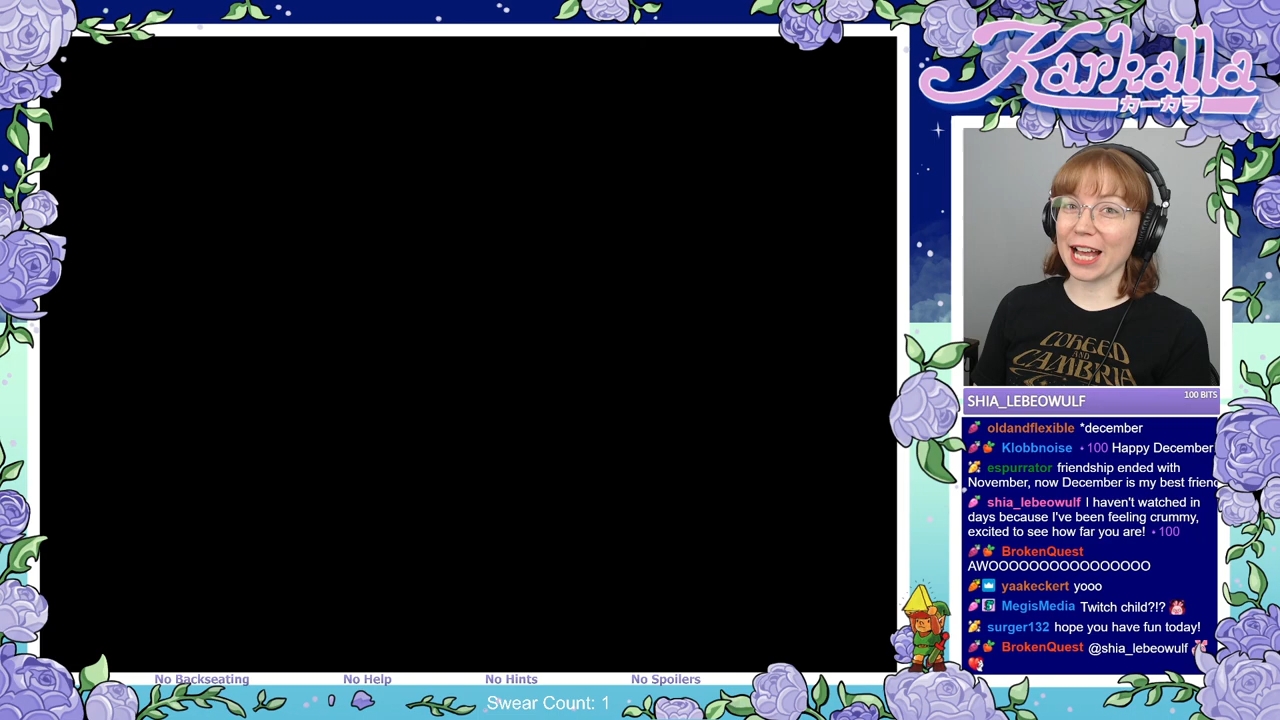 Karkalla
カーカラ
COHEED
AND
CAMBRIA
SHIA_LEBEOWULF 100 BITS
oldandflexible *december
Klobbnoise 100 Happy December
espurrator friendship ended with
November, now December is my best friend
shia_lebeowulf I haven't watched in
days because I've been feeling crummy,
excited to see how far you are! 100
BrokenQuest
AWOOOOOOOOOOOOOOOO
yaakeckert yooo
MegisMedia Twitch child?!?
surger132 hope you have fun today!
BrokenQuest @shia_lebeowulf
No Backseating No Help No Hints No Spoilers
Swear Count: 1